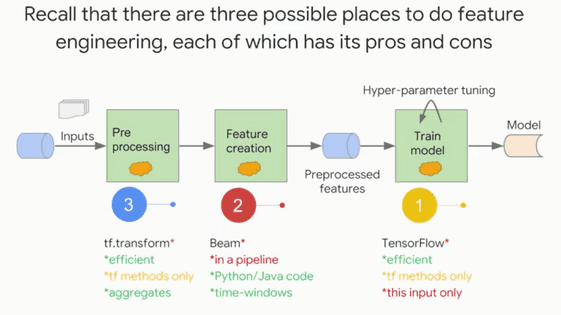 Recall that there are three possible places to do feature
engineering, each of which has its pros and cons
Hyper-parameter tuning
Inputs
Pre
processing
Feature
creation
Preprocessed
features
Train
model
Model
3
2
1
tf.transform*
*efficient
*tf methods only
*aggregates
Beam*
*in a pipeline
*Python/Java code
*time-windows
TensorFlow*
*efficient
*tf methods only
*this input only